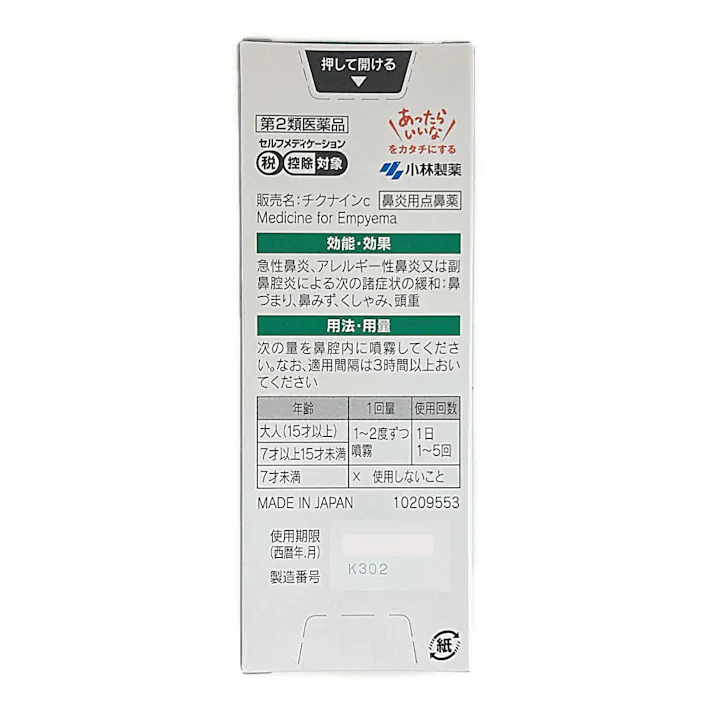 押して開ける
第2類医薬品
セルフメディケーション
税 控除 対象
あったら
いいな
をカタチにする
小林製薬
販売名:チクナインc 鼻炎用点鼻薬
Medicine for Empyema
効能・効果
急性鼻炎、アレルギー性鼻炎又は副
鼻腔炎による次の諸症状の緩和:鼻
づまり、鼻みず、くしゃみ、頭重
用法・用量
次の量を鼻腔内に噴霧してくださ
い。なお、適用間隔は3時間以上おい
てください
年齢 1回量 使用回数
大人(15才以上) 1~2度ずつ噴霧 1日1~5回
7才以上15才未満
7才未満 × 使用しないこと
MADE IN JAPAN 10209553
使用期限
(西暦年.月)
製造番号 K302
紙